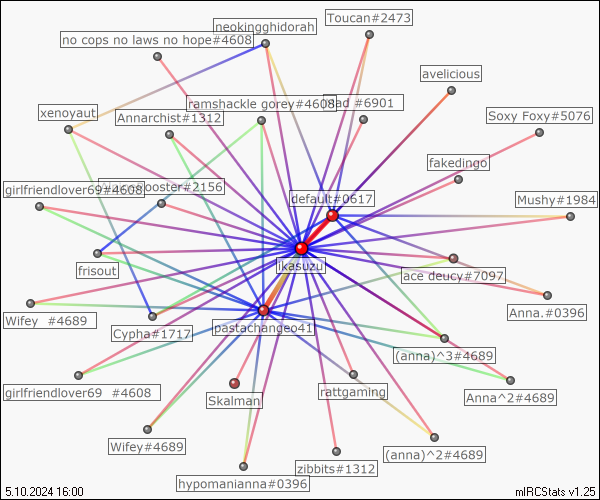 Toucan#2473
neokingghidorah
no cops no laws no hope#4608
avelicious
ramshackle gorey#4608
#6901
xenoyaut
Annarchist#1312
Soxy Foxy#5076
fakedingo
girlfriendlover69#4608
default#0617
Mushy#1984
ikasuzu
frisout
ace deucy#7097
Anna.#0396
Wifey #4689
Cypha#1717
pastachangeo41
(anna)^3#4689
girlfriendlover69 #4608
Skalman
rattgaming
Anna^2#4689
Wifey#4689
(anna)^2#4689
zibbits#1312
hypomanianna#0396
5.10.2024 16:00
mIRCStats v1.25